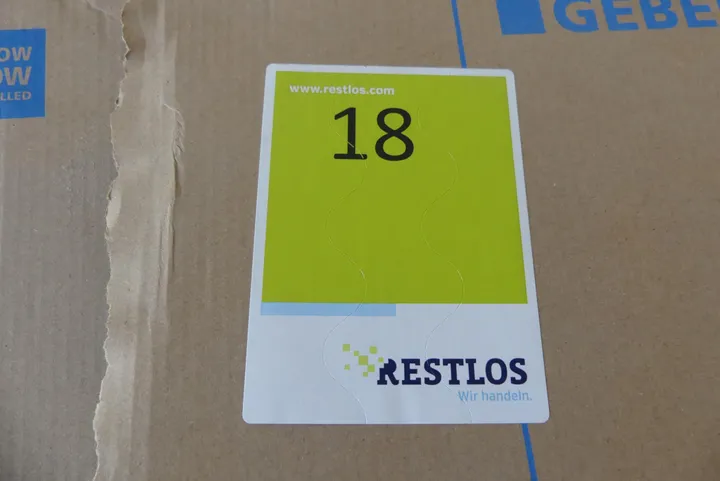 OW
OW
LLED
GEBE
www.restlos.com
18
RESTLOS
Wir handeln.